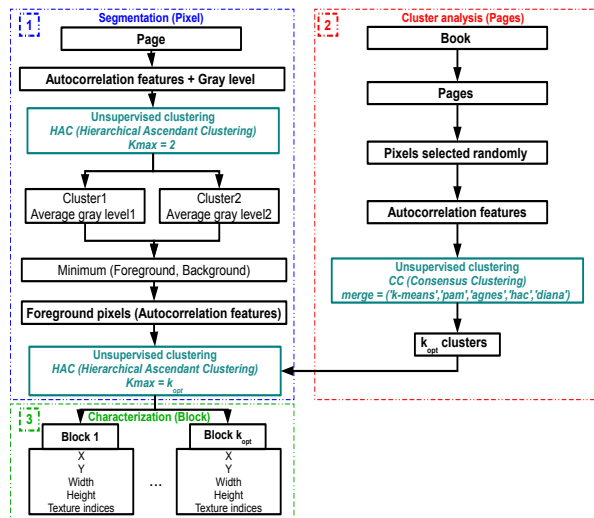 1
Segmentation (Pixel)
Page
Autocorrelation features + Gray level
Unsupervised clustering
HAC (Hierarchical Ascendant Clustering)
Kmax = 2
Cluster1
Average gray level1
Cluster2
Average gray level2
Minimum (Foreground, Background)
Foreground pixels (Autocorrelation features)
Unsupervised clustering
HAC (Hierarchical Ascendant Clustering)
Kmax = kopt
2
Cluster analysis (Pages)
Book
Pages
Pixels selected randomly
Autocorrelation features
Unsupervised clustering
CC (Consensus Clustering)
merge = ('k-means','pam','agnes','hac','diana')
kopt clusters
3
Characterization (Block)
Block 1
X
Y
Width
Height
Texture indices
...
Block kopt
X
Y
Width
Height
Texture indices